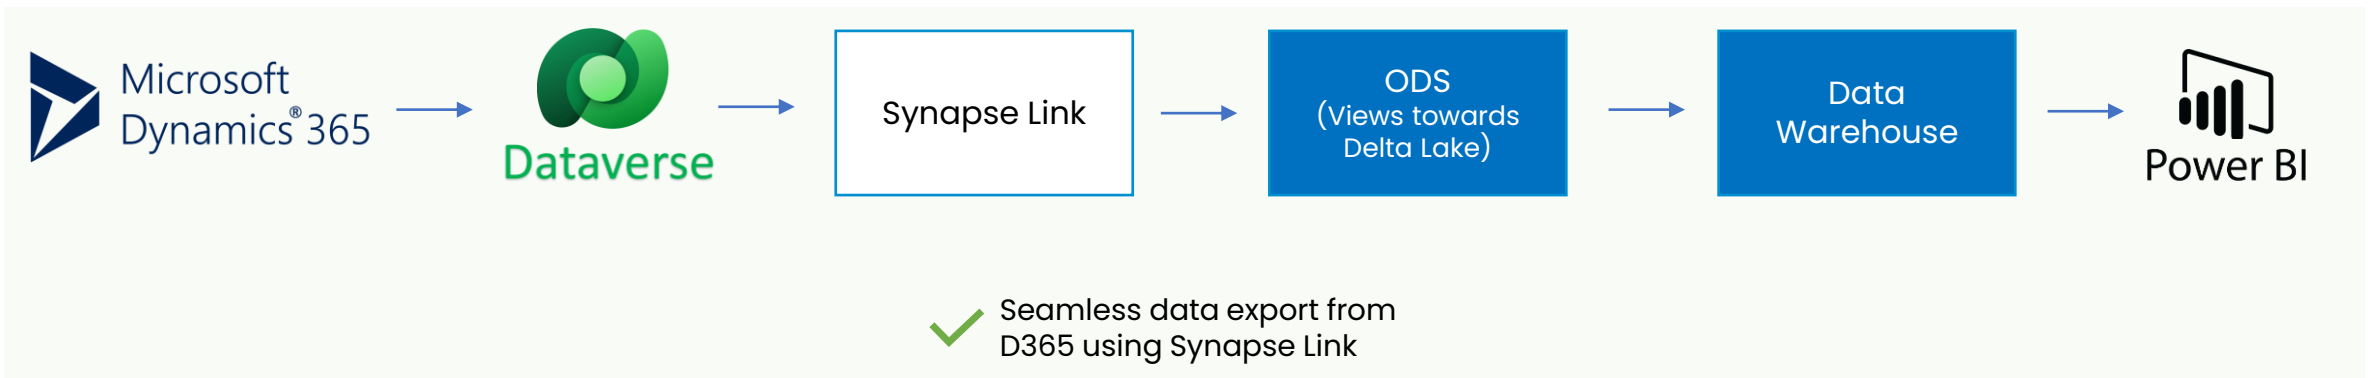 Microsoft
Dynamics® 365
Dataverse
Synapse Link
ODS
(Views towards
Delta Lake)
Data
Warehouse
Power BI
Seamless data export from
D365 using Synapse Link